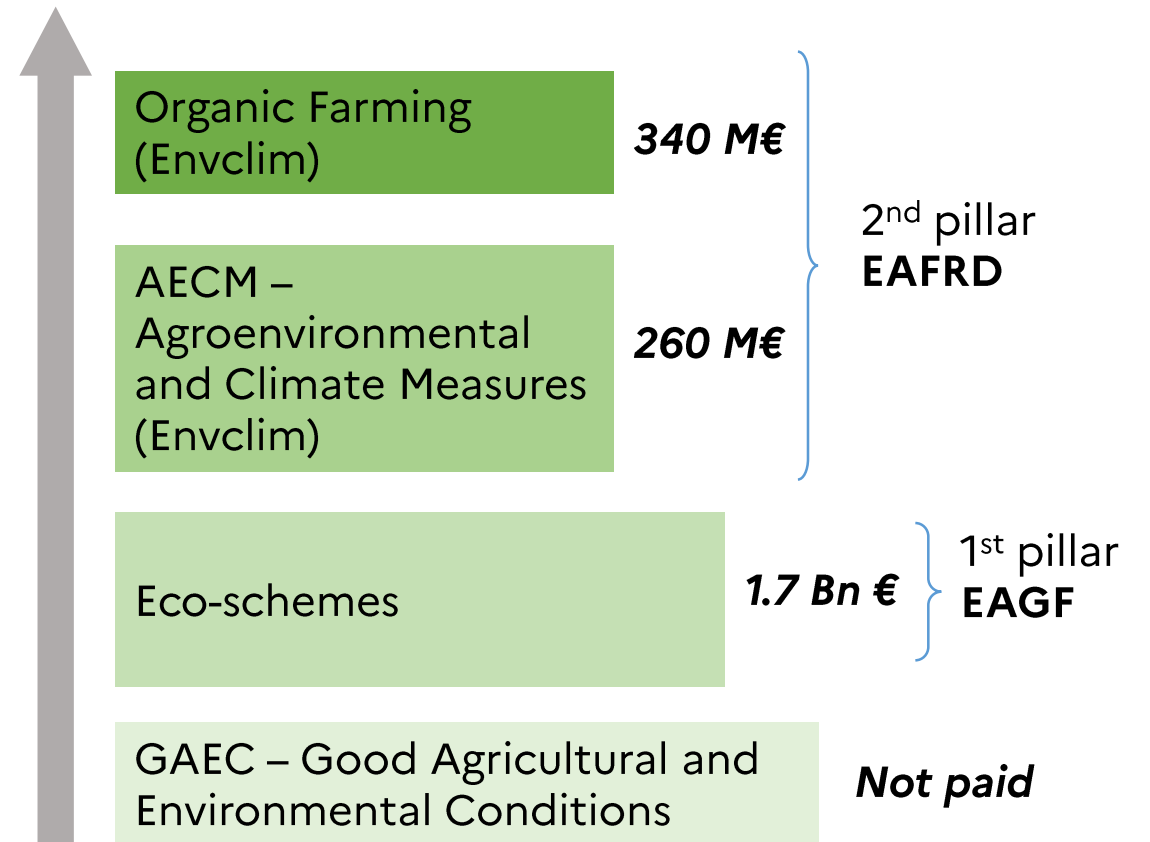 Organic Farming
(Envclim)
340 M€
AECM –
Agroenvironmental
and Climate Measures
(Envclim)
260 M€
2nd pillar
EAFRD
Eco-schemes
1.7 Bn €
1st pillar
EAGF
GAEC – Good Agricultural and
Environmental Conditions
Not paid